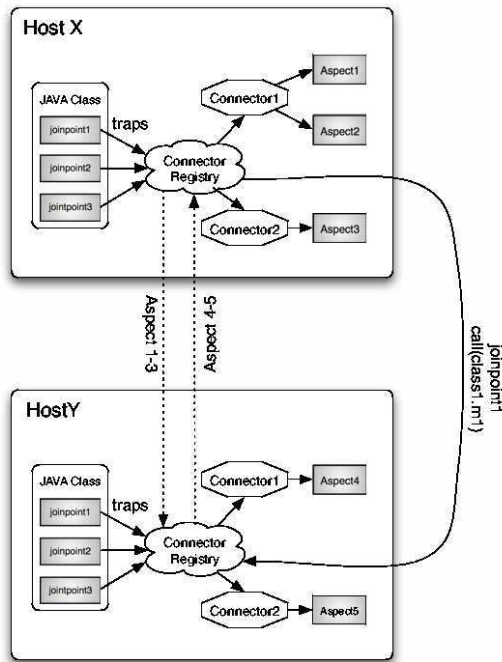 Host X
JAVA Class
joinpoint1
joinpoint2
jointpoint3
traps
Connector
Registry
Connector1
Connector2
Aspect1
Aspect2
Aspect3
Aspect 1-3
Aspect 4-5
joinpoint1
call(class1.m1)
HostY
JAVA Class
joinpoint1
joinpoint2
jointpoint3
traps
Connector
Registry
Connector1
Connector2
Aspect4
Aspect5